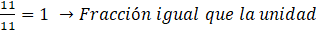 11/11 = 1 → Fracción igual que la unidad